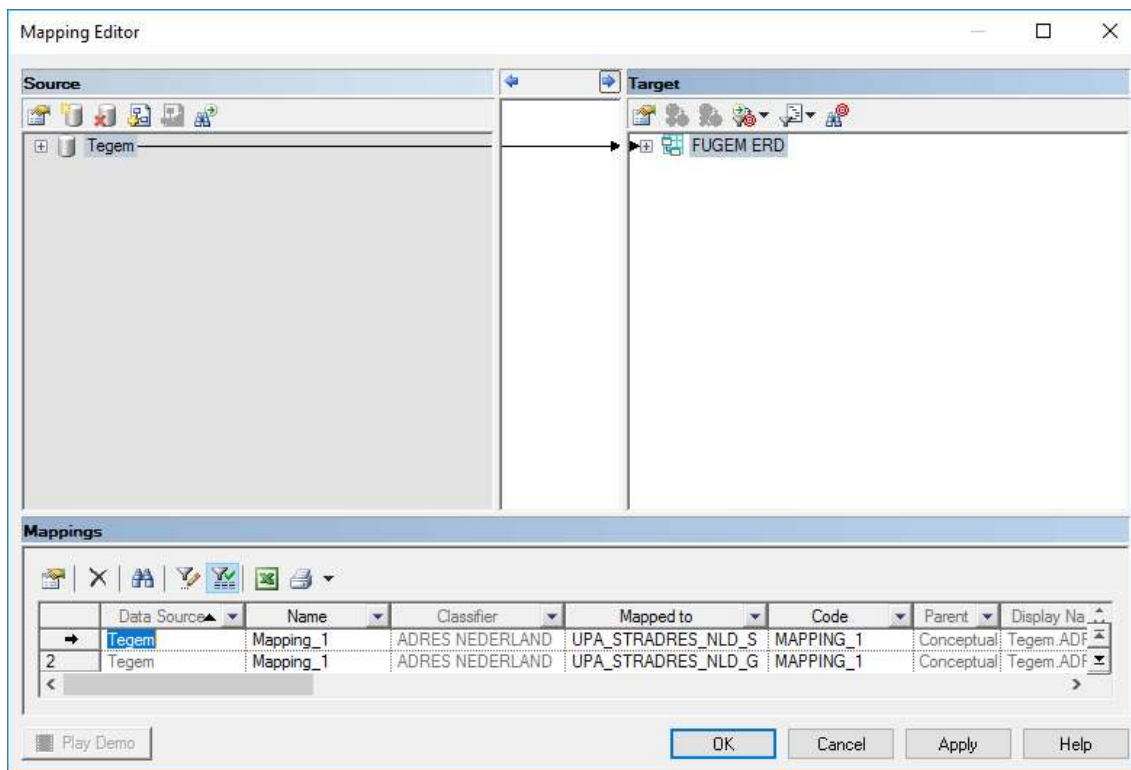 Mapping Editor
Source
Target
Tegem
FUGEM ERD
Mappings
Data Source Name Classifier Mapped to Code Parent Display Na
Tegem Mapping_1 ADRES NEDERLAND UPA_STRADRES_NLD_S MAPPING_1 Conceptual Tegem.ADF
2 Tegem Mapping_1 ADRES NEDERLAND UPA_STRADRES_NLD_G MAPPING_1 Conceptual Tegem.ADF
Play Demo OK Cancel Apply Help